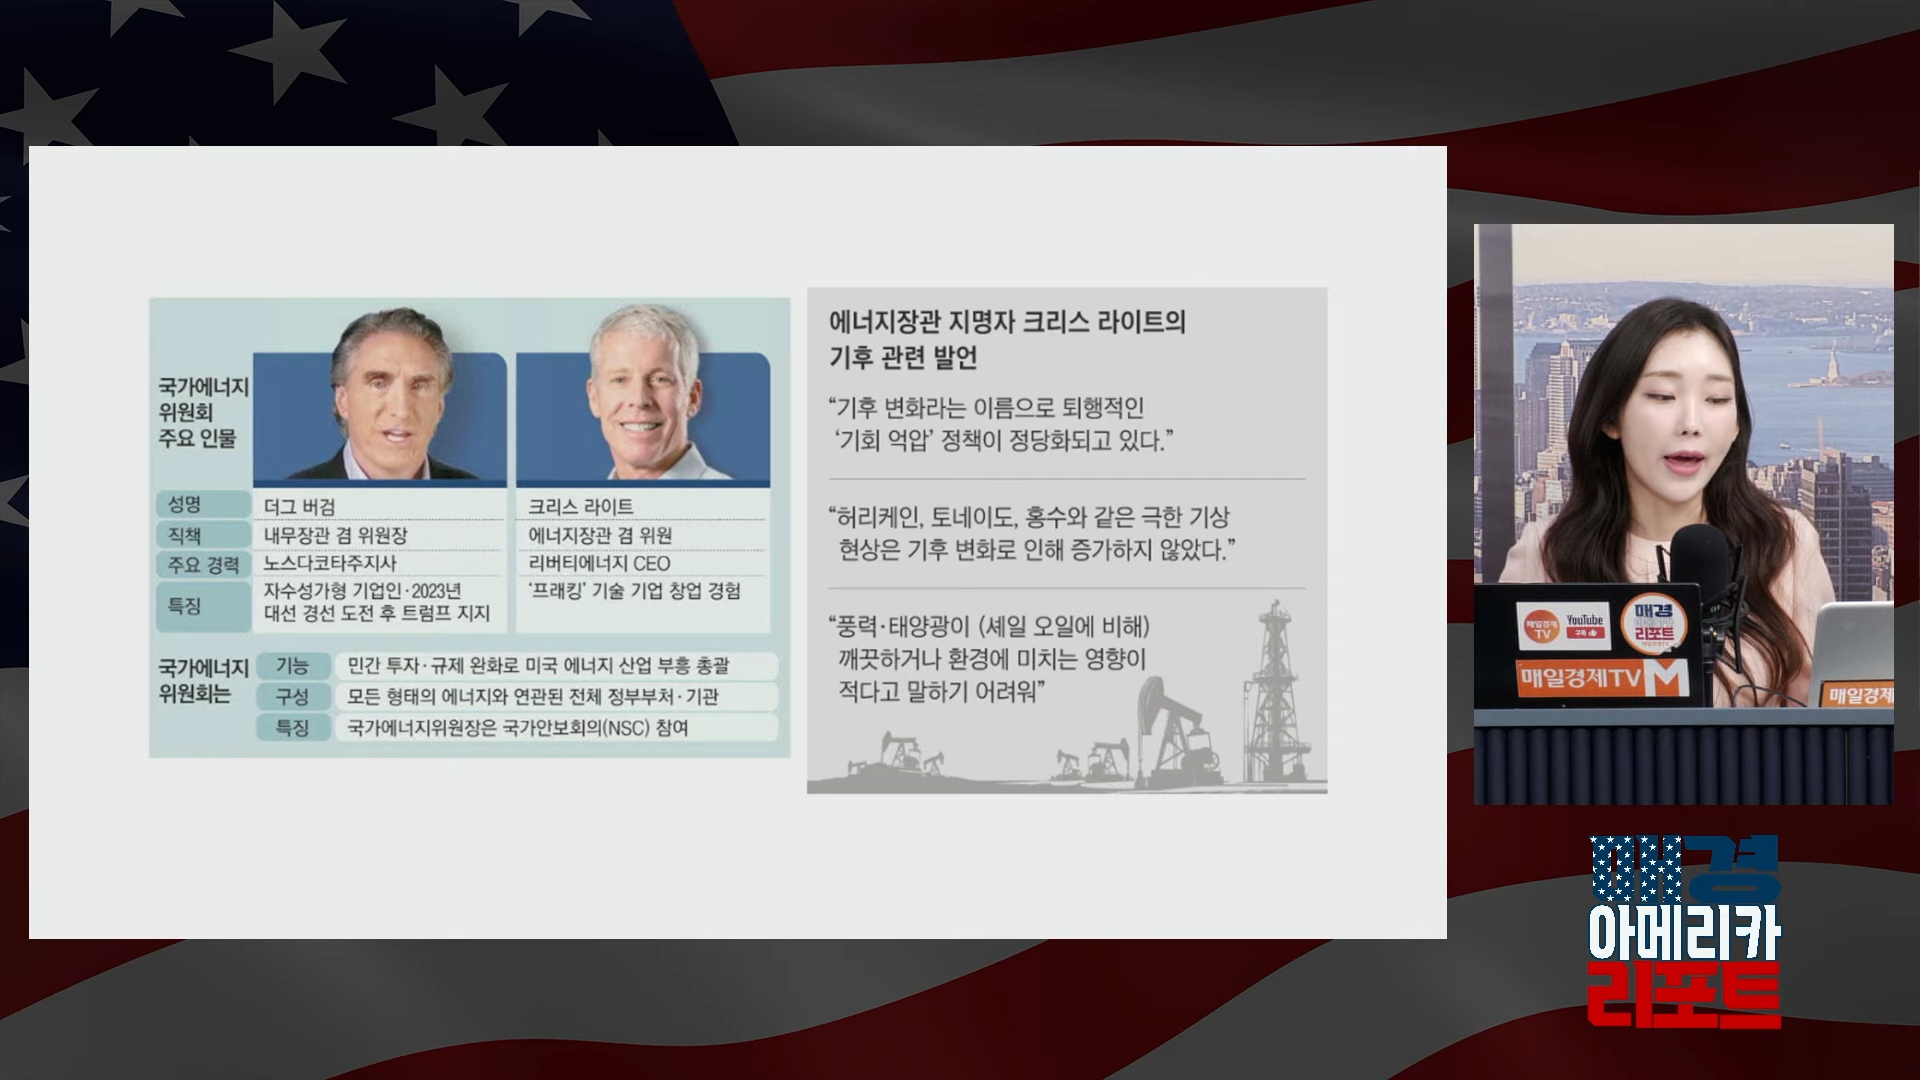 국가에너지
위원회
주요 인물
성명
더그 버검
크리스 라이트
직책
내무장관 겸 위원장
에너지장관 겸 위원
주요 경력
노스다코타주지사
리버티에너지 CEO
특징
자수성가형 기업인·2023년
대선 경선 도전 후 트럼프 지지
‘프래킹’ 기술 기업 창업 경험
국가에너지
위원회는
기능
민간 투자·규제 완화로 미국 에너지 산업 부흥 총괄
구성
모든 형태의 에너지와 연관된 전체 정부부처·기관
특징
국가에너지위원장은 국가안보회의(NSC) 참여
에너지장관 지명자 크리스 라이트의
기후 관련 발언
“기후 변화라는 이름으로 퇴행적인
‘기회 억압’ 정책이 정당화되고 있다.”
“허리케인, 토네이도, 홍수와 같은 극한 기상
현상은 기후 변화로 인해 증가하지 않았다.”
“풍력·태양광이 (셰일 오일에 비해)
깨끗하거나 환경에 미치는 영향이
적다고 말하기 어려워”
매일경제
TV
YouTube
구독
매경
리포트
매일경제TV M
매일경제
매경
아메리카
리포트